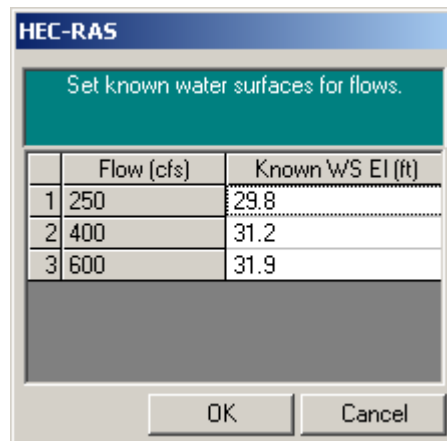 HEC-RAS
Set known water surfaces for flows.
Flow (cfs) Known WS El (ft)
1 250 29.8
2 400 31.2
3 600 31.9
OK Cancel